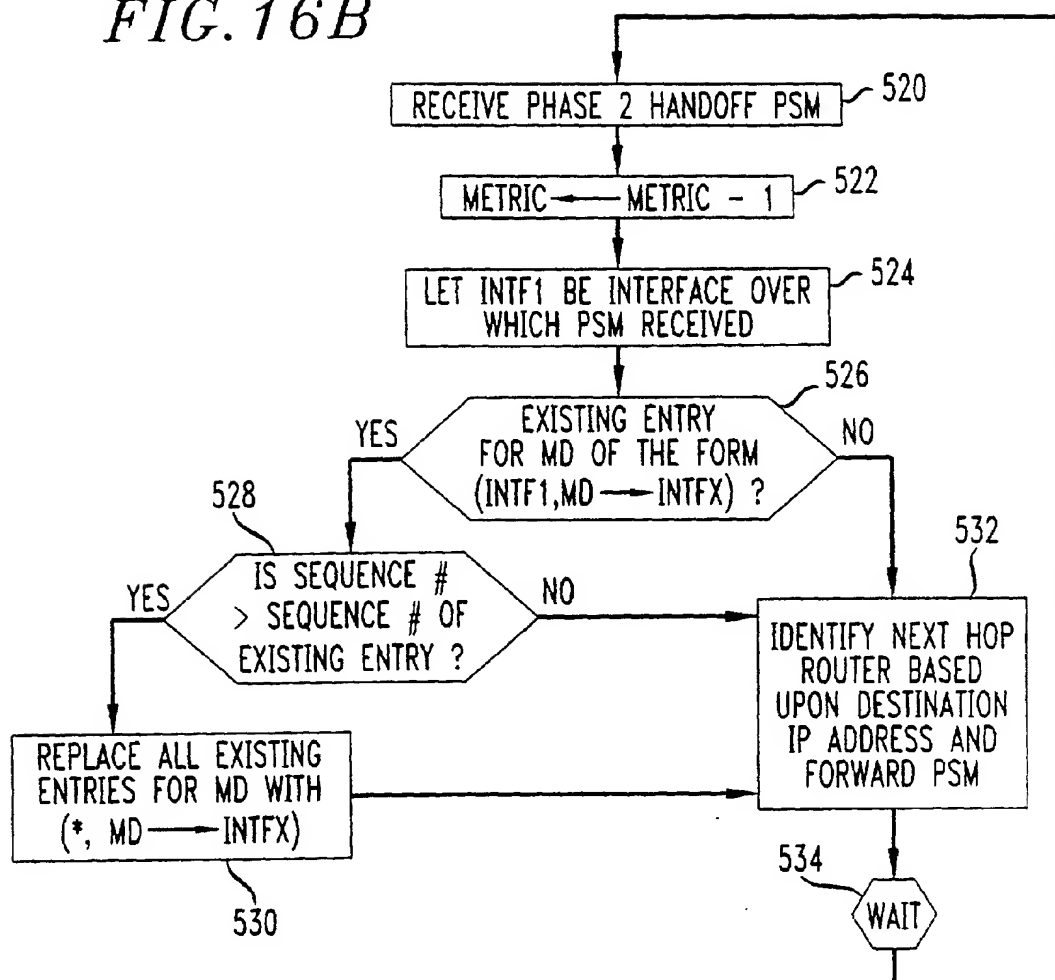 FIG. 16B
RECEIVE PHASE 2 HANDOFF PSM
520
METRIC ← METRIC - 1
522
LET INTF1 BE INTERFACE OVER
WHICH PSM RECEIVED
524
EXISTING ENTRY
FOR MD OF THE FORM
(INTF1,MD → INTFX) ?
526
YES
NO
528
IS SEQUENCE #
> SEQUENCE # OF
EXISTING ENTRY ?
YES
NO
532
IDENTIFY NEXT HOP
ROUTER BASED
UPON DESTINATION
IP ADDRESS AND
FORWARD PSM
REPLACE ALL EXISTING
ENTRIES FOR MD WITH
(*, MD → INTFX)
530
534
WAIT